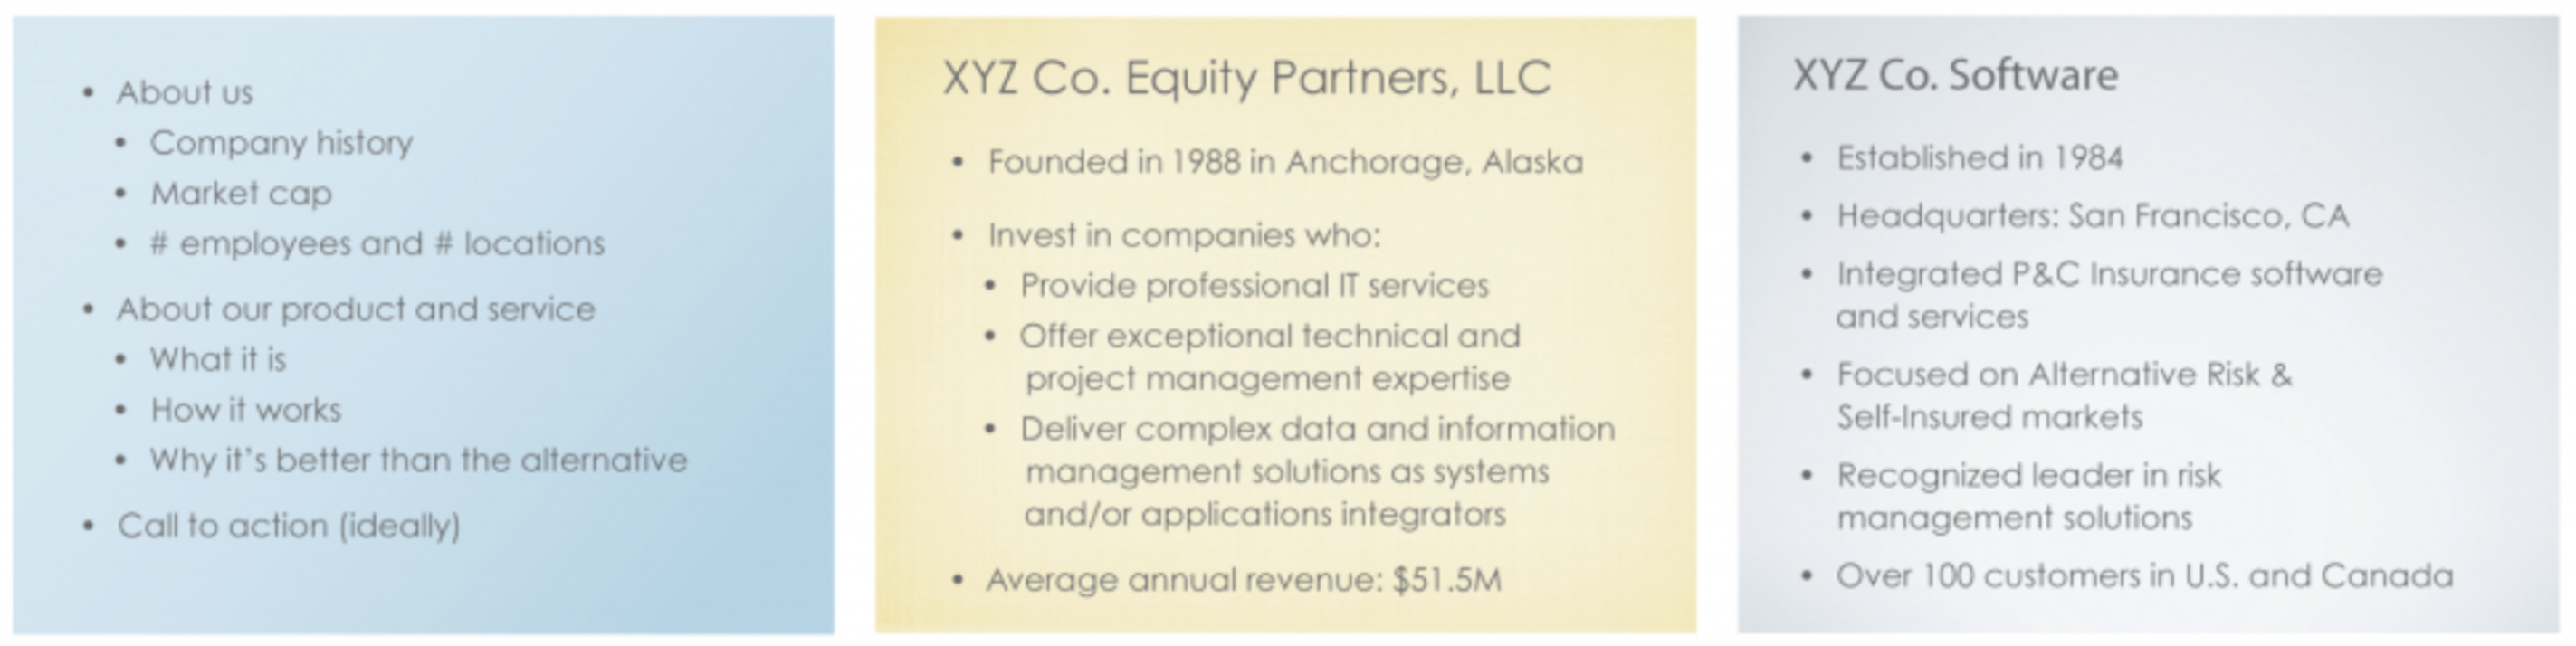 • About us
• Company history
• Market cap
• # employees and # locations
• About our product and service
• What it is
• How it works
• Why it's better than the alternative
• Call to action (ideally)
XYZ Co. Equity Partners, LLC
• Founded in 1988 in Anchorage, Alaska
• Invest in companies who:
• Provide professional IT services
• Offer exceptional technical and
project management expertise
• Deliver complex data and information
management solutions as systems
and/or applications integrators
• Average annual revenue: $51.5M
XYZ Co. Software
• Established in 1984
• Headquarters: San Francisco, CA
• Integrated P&C Insurance software
and services
• Focused on Alternative Risk &
Self-Insured markets
• Recognized leader in risk
management solutions
• Over 100 customers in U.S. and Canada